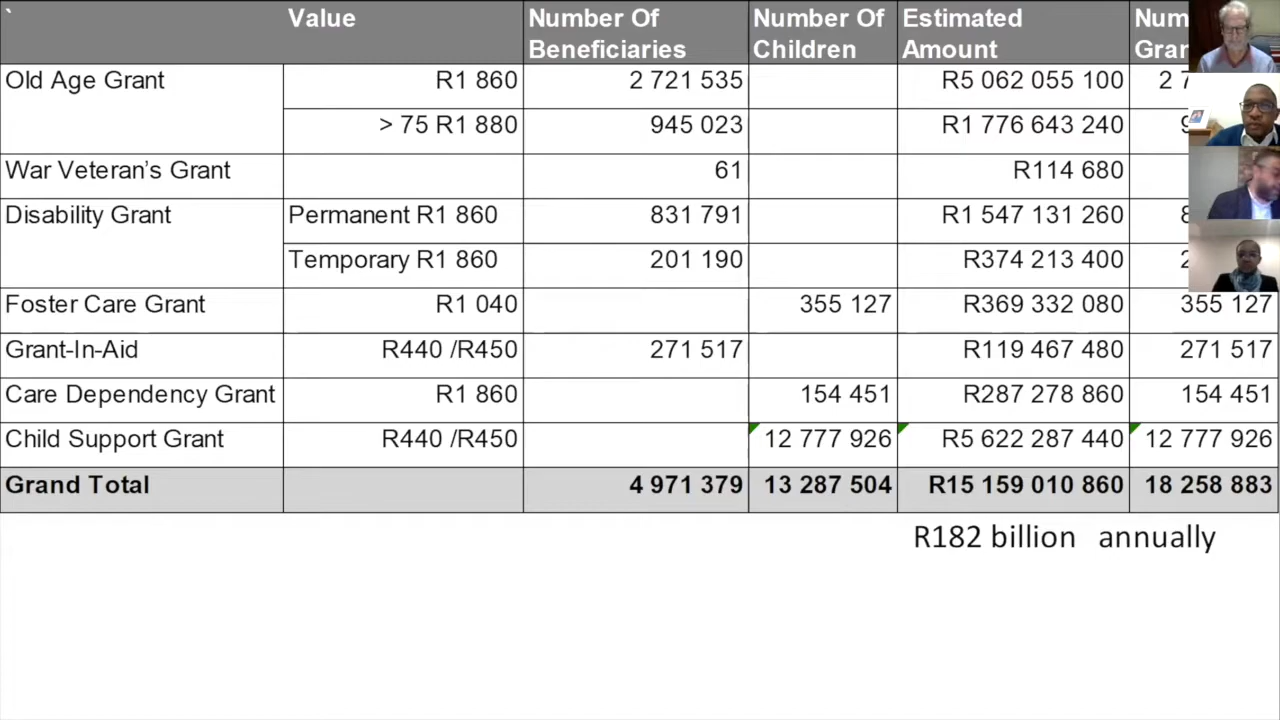 ` Value Number Of Beneficiaries Number Of Children Estimated Amount
Old Age Grant R1 860 2 721 535 R5 062 055 100
> 75 R1 880 945 023 R1 776 643 240
War Veteran’s Grant 61 R114 680
Disability Grant Permanent R1 860 831 791 R1 547 131 260
Temporary R1 860 201 190 R374 213 400
Foster Care Grant R1 040 355 127 R369 332 080 355 127
Grant-In-Aid R440 /R450 271 517 R119 467 480 271 517
Care Dependency Grant R1 860 154 451 R287 278 860 154 451
Child Support Grant R440 /R450 12 777 926 R5 622 287 440 12 777 926
Grand Total 4 971 379 13 287 504 R15 159 010 860 18 258 883
R182 billion annually